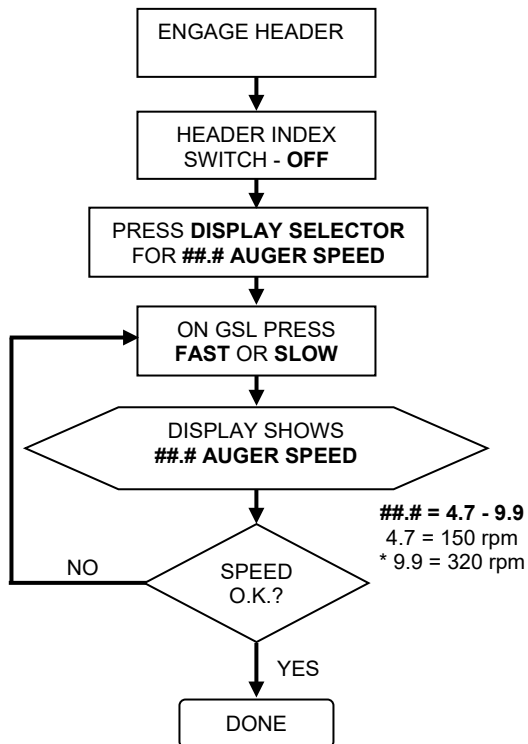 ENGAGE HEADER
HEADER INDEX
SWITCH - OFF
PRESS DISPLAY SELECTOR
FOR ##.# AUGER SPEED
ON GSL PRESS
FAST OR SLOW
DISPLAY SHOWS
##.# AUGER SPEED
##.# = 4.7 - 9.9
4.7 = 150 rpm
* 9.9 = 320 rpm
NO
SPEED
O.K.?
YES
DONE